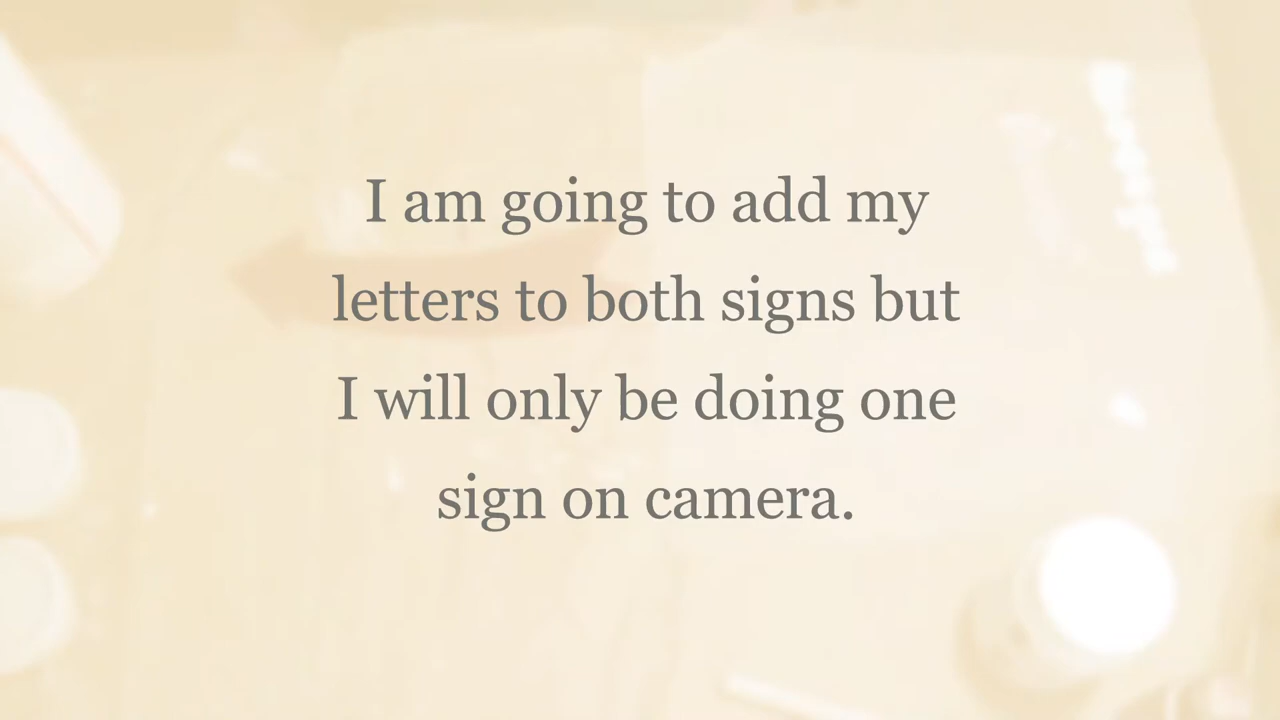 I am going to add my
letters to both signs but
I will only be doing one
sign on camera.